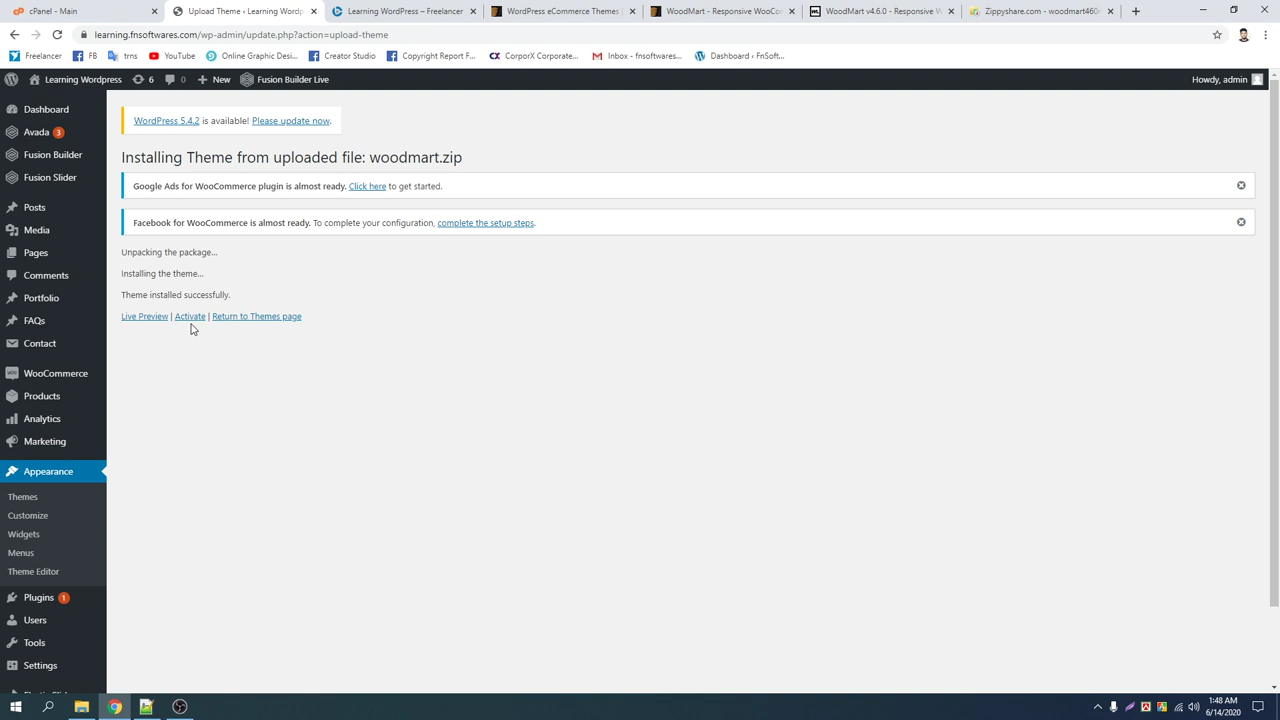 cPanel - Main
Upload Theme ‹ Learning Wordp
Learning WordPress – Freelancer
WordPress eCommerce Themes |
WoodMart - Responsive WooCom
WoodMart v4.6.0 - Responsive W
Zippyshare.com - woodmart460n
learning.fnsoftwares.com/wp-admin/update.php?action=upload-theme
Freelancer
FB
trns
YouTube
Online Graphic Desi...
Creator Studio
Copyright Report F...
CorporX Corporate...
Inbox - fnsoftwares...
Dashboard ‹ FnSoft...
Learning Wordpress
6
0
New
Fusion Builder Live
Howdy, admin
Dashboard
Avada 3
Fusion Builder
Fusion Slider
Posts
Media
Pages
Comments
Portfolio
FAQs
Contact
WooCommerce
Products
Analytics
Marketing
Appearance
Themes
Customize
Widgets
Menus
Theme Editor
Plugins 1
Users
Tools
Settings
WordPress 5.4.2 is available! Please update now.
Installing Theme from uploaded file: woodmart.zip
Google Ads for WooCommerce plugin is almost ready. Click here to get started.
Facebook for WooCommerce is almost ready. To complete your configuration, complete the setup steps.
Unpacking the package...
Installing the theme...
Theme installed successfully.
Live Preview | Activate | Return to Themes page
1:48 AM
6/14/2020